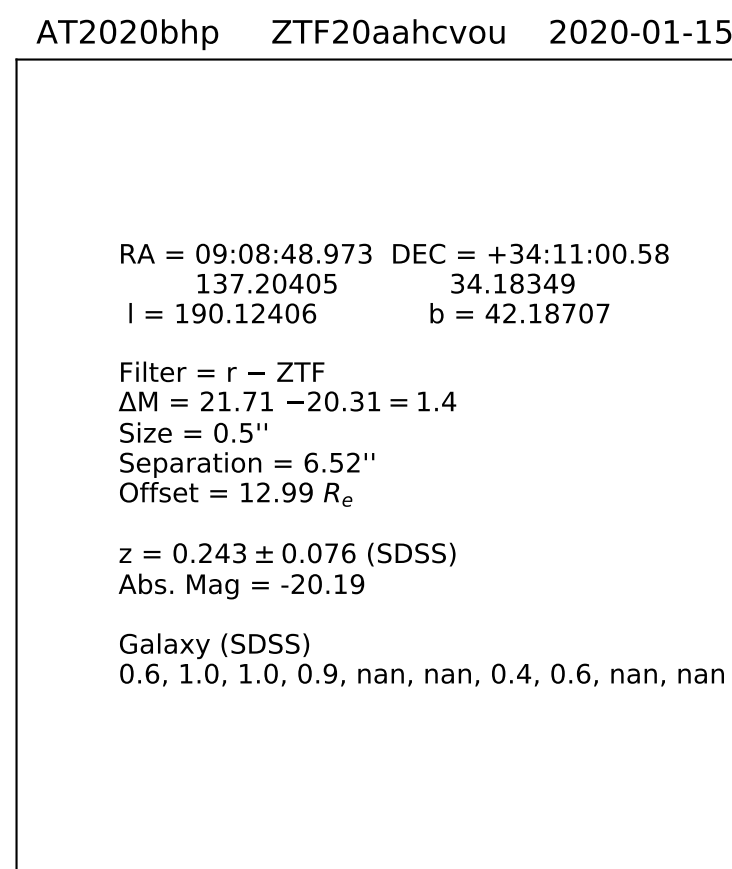 AT2020bhp ZTF20aahcvou 2020-01-15
RA = 09:08:48.973 DEC = +34:11:00.58
137.20405 34.18349
l = 190.12406 b = 42.18707
Filter = r − ZTF
ΔM = 21.71 −20.31 = 1.4
Size = 0.5''
Separation = 6.52''
Offset = 12.99 Rₑ
z = 0.243 ± 0.076 (SDSS)
Abs. Mag = -20.19
Galaxy (SDSS)
0.6, 1.0, 1.0, 0.9, nan, nan, 0.4, 0.6, nan, nan